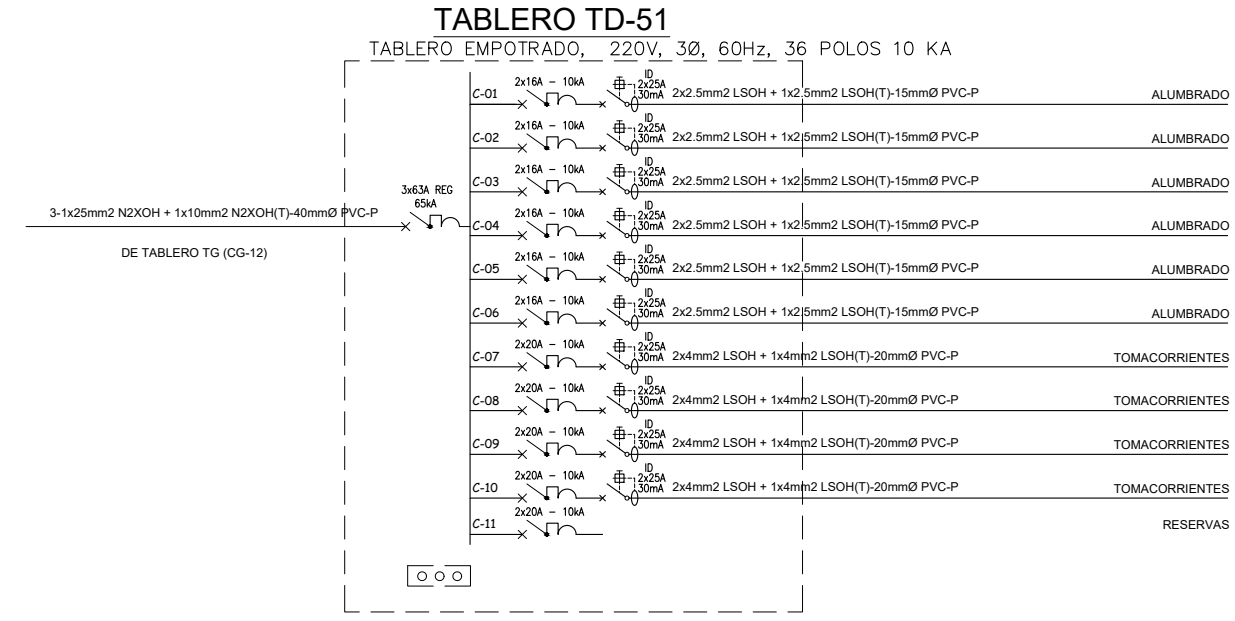 TABLERO TD-51
TABLERO EMPOTRADO, 220V, 3Ø, 60Hz, 36 POLOS 10 KA
C-01 2x16A - 10kA ID 2x25A 30mA 2x2.5mm2 LSOH + 1x2.5mm2 LSOH(T)-15mmØ PVC-P ALUMBRADO
C-02 2x16A - 10kA ID 2x25A 30mA 2x2.5mm2 LSOH + 1x2.5mm2 LSOH(T)-15mmØ PVC-P ALUMBRADO
C-03 2x16A - 10kA ID 2x25A 30mA 2x2.5mm2 LSOH + 1x2.5mm2 LSOH(T)-15mmØ PVC-P ALUMBRADO
3x63A REG
65kA
3-1x25mm2 N2XOH + 1x10mm2 N2XOH(T)-40mmØ PVC-P
DE TABLERO TG (CG-12)
C-04 2x16A - 10kA ID 2x25A 30mA 2x2.5mm2 LSOH + 1x2.5mm2 LSOH(T)-15mmØ PVC-P ALUMBRADO
C-05 2x16A - 10kA ID 2x25A 30mA 2x2.5mm2 LSOH + 1x2.5mm2 LSOH(T)-15mmØ PVC-P ALUMBRADO
C-06 2x16A - 10kA ID 2x25A 30mA 2x2.5mm2 LSOH + 1x2.5mm2 LSOH(T)-15mmØ PVC-P ALUMBRADO
C-07 2x20A - 10kA ID 2x25A 30mA 2x4mm2 LSOH + 1x4mm2 LSOH(T)-20mmØ PVC-P TOMACORRIENTES
C-08 2x20A - 10kA ID 2x25A 30mA 2x4mm2 LSOH + 1x4mm2 LSOH(T)-20mmØ PVC-P TOMACORRIENTES
C-09 2x20A - 10kA ID 2x25A 30mA 2x4mm2 LSOH + 1x4mm2 LSOH(T)-20mmØ PVC-P TOMACORRIENTES
C-10 2x20A - 10kA ID 2x25A 30mA 2x4mm2 LSOH + 1x4mm2 LSOH(T)-20mmØ PVC-P TOMACORRIENTES
C-11 2x20A - 10kA RESERVAS